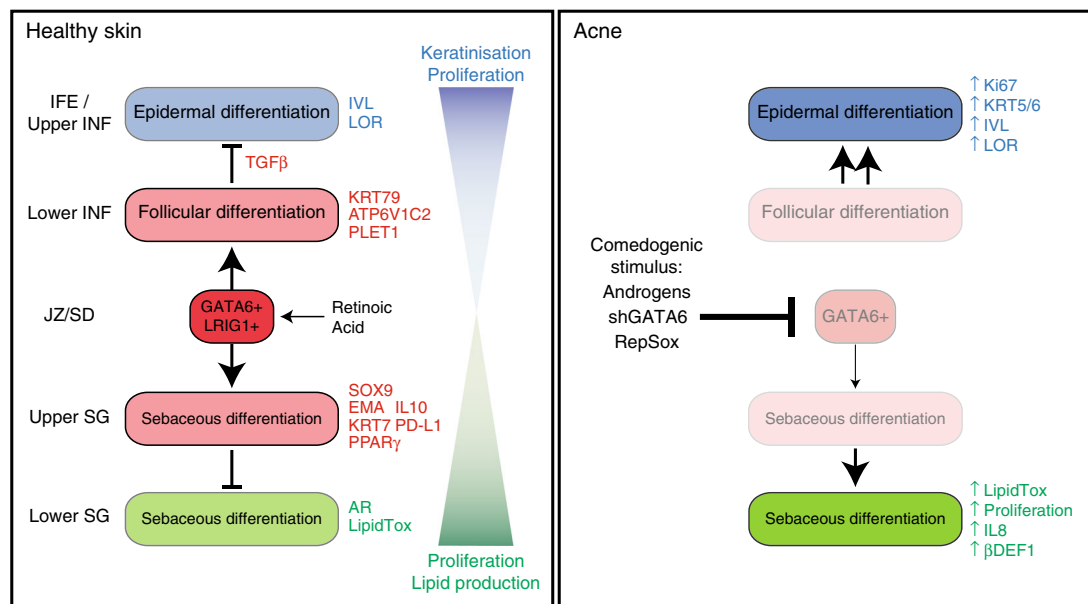 Healthy skin
Keratinisation
Proliferation
IFE /
Upper INF
Epidermal differentiation
IVL
LOR
TGFβ
Lower INF
Follicular differentiation
KRT79
ATP6V1C2
PLET1
JZ/SD
GATA6+
LRIG1+
Retinoic
Acid
Upper SG
Sebaceous differentiation
SOX9
EMA IL10
KRT7 PD-L1
PPARγ
Lower SG
Sebaceous differentiation
AR
LipidTox
Proliferation
Lipid production
Acne
Epidermal differentiation
↑ Ki67
↑ KRT5/6
↑ IVL
↑ LOR
Follicular differentiation
Comedogenic
stimulus:
Androgens
shGATA6
RepSox
GATA6+
Sebaceous differentiation
Sebaceous differentiation
↑ LipidTox
↑ Proliferation
↑ IL8
↑ βDEF1